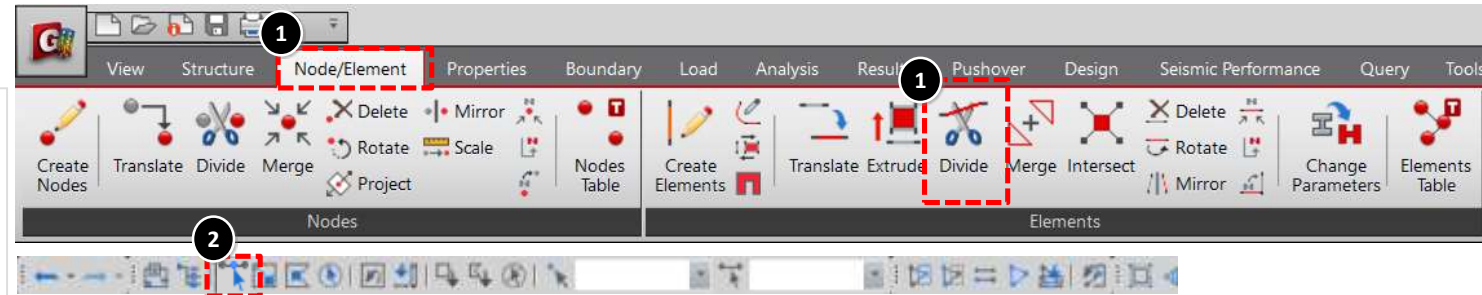 1
View Structure Node/Element Properties Boundary Load Analysis 1 Pushover Design Seismic Performance Query Tools
Delete Mirror Delete
Rotate Scale Rotate
Create Nodes Translate Divide Merge Project Nodes Table Create Elements Translate Extrude Divide Merge Intersect Mirror Change Parameters Elements Table
Nodes Elements
2